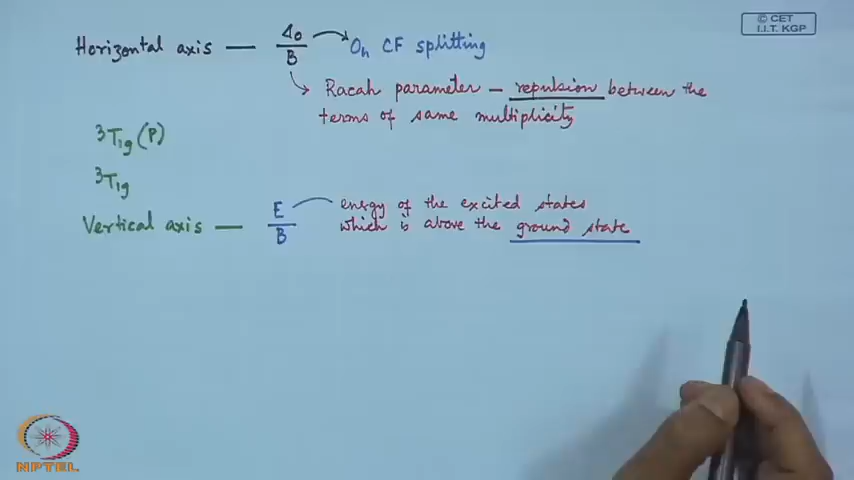 © CET
I.I.T. KGP
Horizontal axis — Δo/B → Oh CF splitting
Racah parameter – repulsion between the
terms of same multiplicity
³T₁g(P)
³T₁g
Vertical axis — E/B energy of the excited states
which is above the ground state
NPTEL